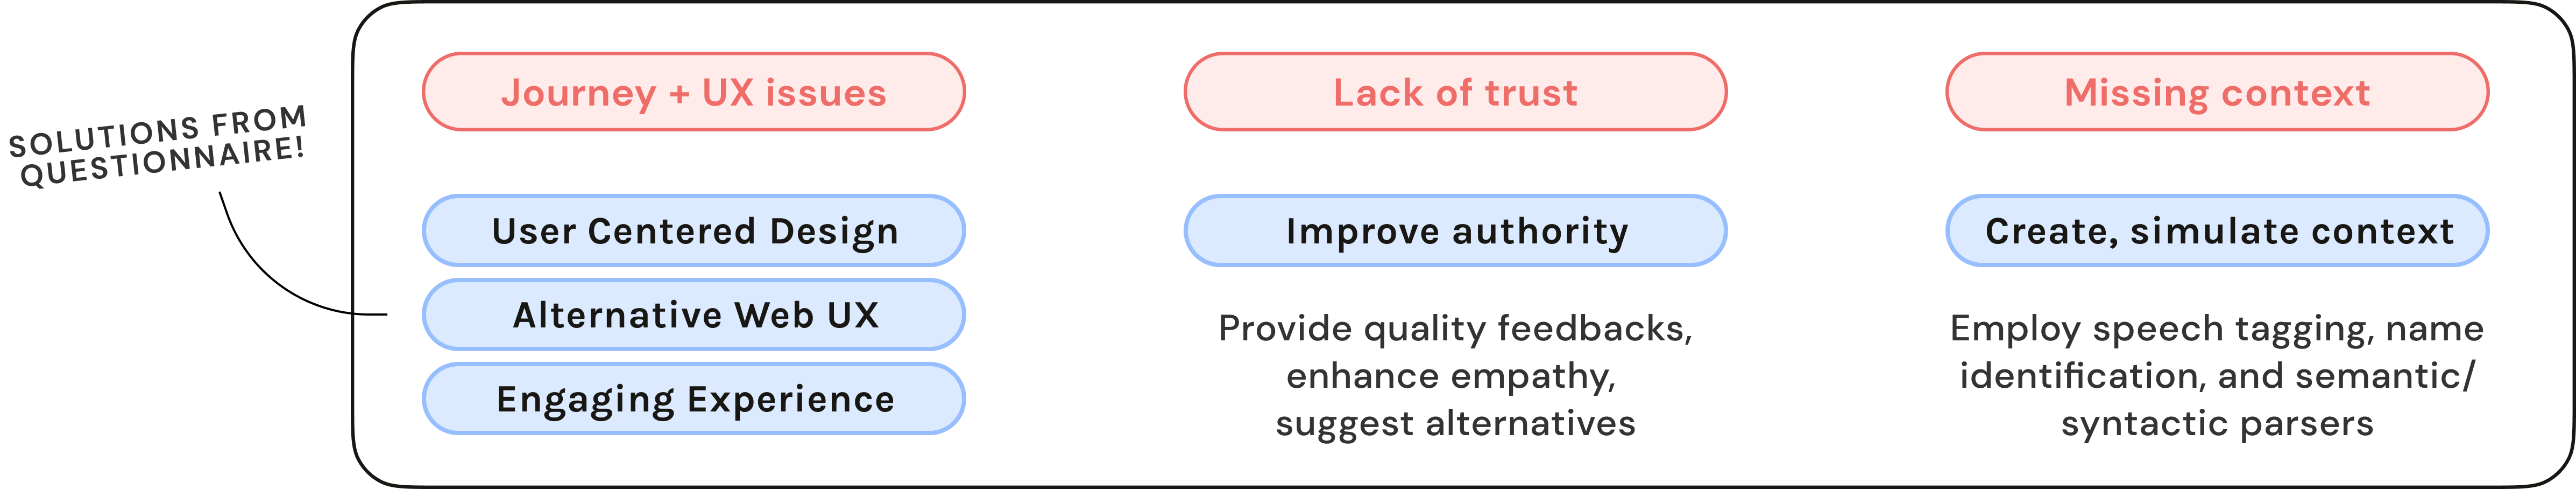 SOLUTIONS FROM
QUESTIONNAIRE!
Journey + UX issues
User Centered Design
Alternative Web UX
Engaging Experience
Lack of trust
Improve authority
Provide quality feedbacks,
enhance empathy,
suggest alternatives
Missing context
Create, simulate context
Employ speech tagging, name
identification, and semantic/
syntactic parsers